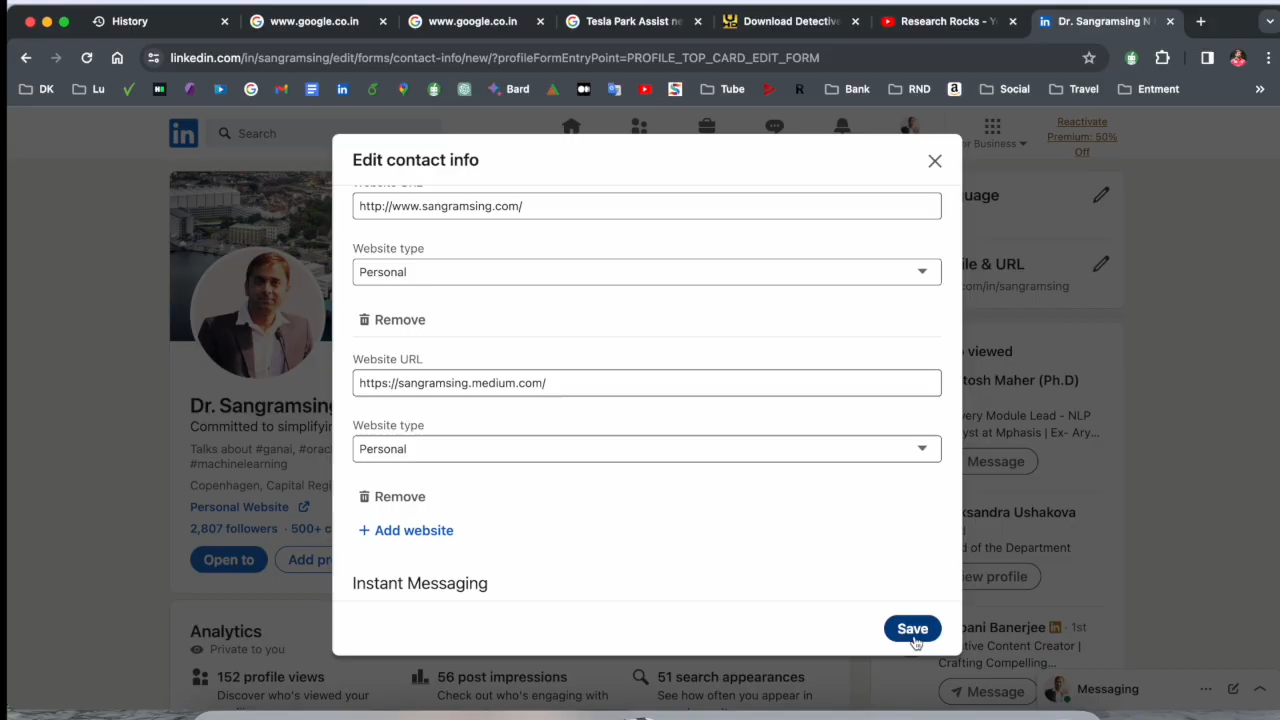 History
www.google.co.in
www.google.co.in
Tesla Park Assist ne
Download Detective
Research Rocks - Y
Dr. Sangramsing N
linkedin.com/in/sangramsing/edit/forms/contact-info/new/?profileFormEntryPoint=PROFILE_TOP_CARD_EDIT_FORM
DK
Lu
Bard
Tube
Bank
RND
Social
Travel
Entment
Search
or Business
Reactivate
Premium: 50%
Off
Edit contact info
Website URL
http://www.sangramsing.com/
Website type
Personal
Remove
Website URL
https://sangramsing.medium.com/
Website type
Personal
Remove
+ Add website
Instant Messaging
Save
Dr. Sangramsing
Committed to simplifyin
Talks about #genai, #orac
#machinelearning
Copenhagen, Capital Regi
Personal Website
2,807 followers · 500+ c
Open to
Add pr
Analytics
Private to you
152 profile views
Discover who's viewed your
56 post impressions
Check out who's engaging with
51 search appearances
See how often you appear in
uage
ile & URL
com/in/sangramsing
o viewed
tosh Maher (Ph.D)
very Module Lead - NLP
yst at Mphasis | Ex- Ary...
Message
ksandra Ushakova
d of the Department
iew profile
pani Banerjee in · 1st
tive Content Creator |
Crafting Compelling...
Message
Messaging